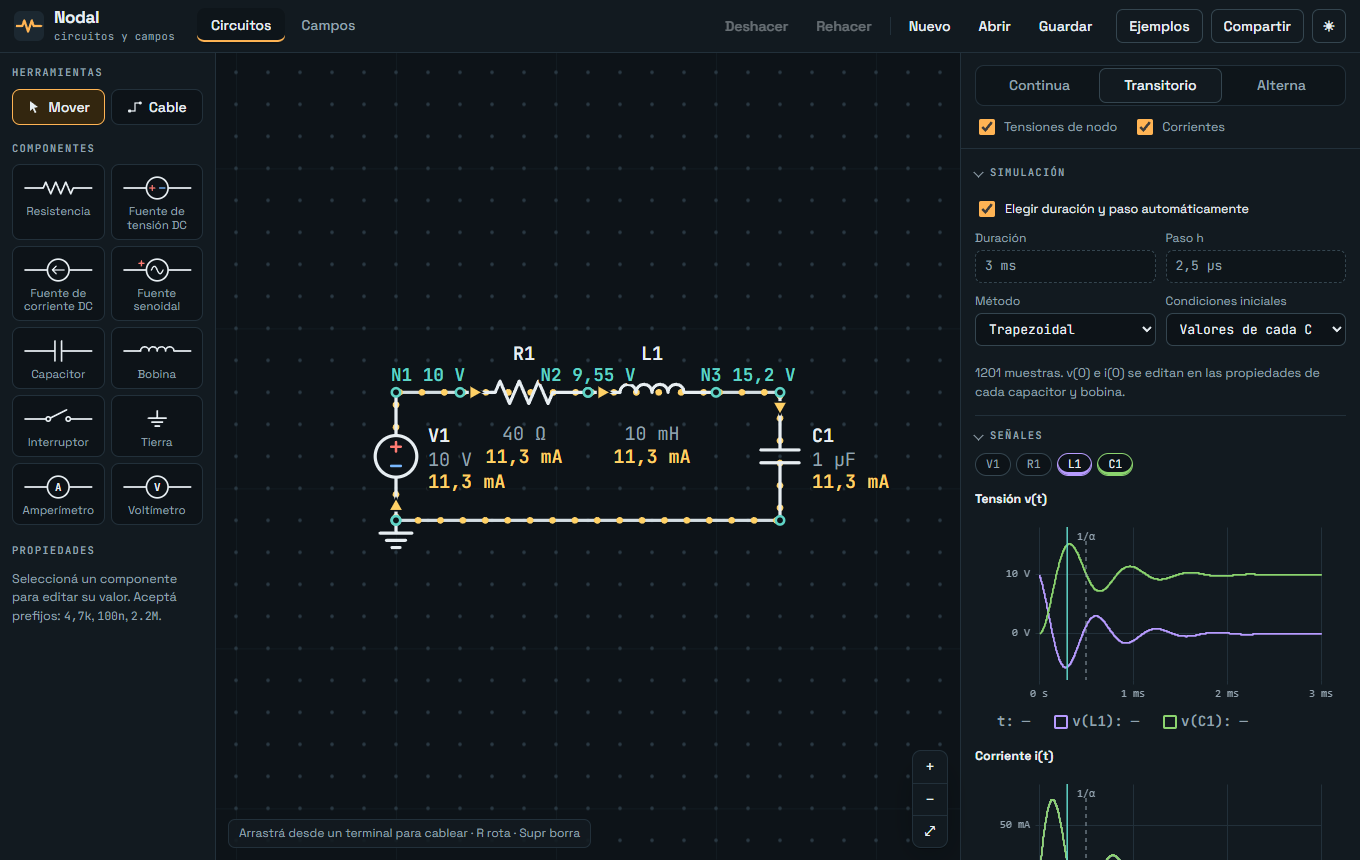 Nodal
circuitos y campos
Circuitos
Campos
Deshacer
Rehacer
Nuevo
Abrir
Guardar
Ejemplos
Compartir
HERRAMIENTAS
Mover
Cable
COMPONENTES
Resistencia
Fuente de
tensión DC
Fuente de
corriente DC
Fuente
senoidal
Capacitor
Bobina
Interruptor
Tierra
A
Amperímetro
V
Voltímetro
PROPIEDADES
Seleccioná un componente
para editar su valor. Aceptá
prefijos: 4,7k, 100n, 2.2M.
R1
L1
N1 10 V
N2 9,55 V
N3 15,2 V
V1
10 V
11,3 mA
40 Ω
11,3 mA
10 mH
11,3 mA
C1
1 µF
11,3 mA
Arrastrá desde un terminal para cablear · R rota · Supr borra
+
−
Continua
Transitorio
Alterna
Tensiones de nodo
Corrientes
SIMULACIÓN
Elegir duración y paso automáticamente
Duración
Paso h
3 ms
2,5 µs
Método
Condiciones iniciales
Trapezoidal
Valores de cada C
1201 muestras. v(0) e i(0) se editan en las propiedades de
cada capacitor y bobina.
SEÑALES
V1
R1
L1
C1
Tensión v(t)
1/α
10 V
0 V
0 s
1 ms
2 ms
3 ms
t: —
v(L1): —
v(C1): —
Corriente i(t)
1/α
50 mA